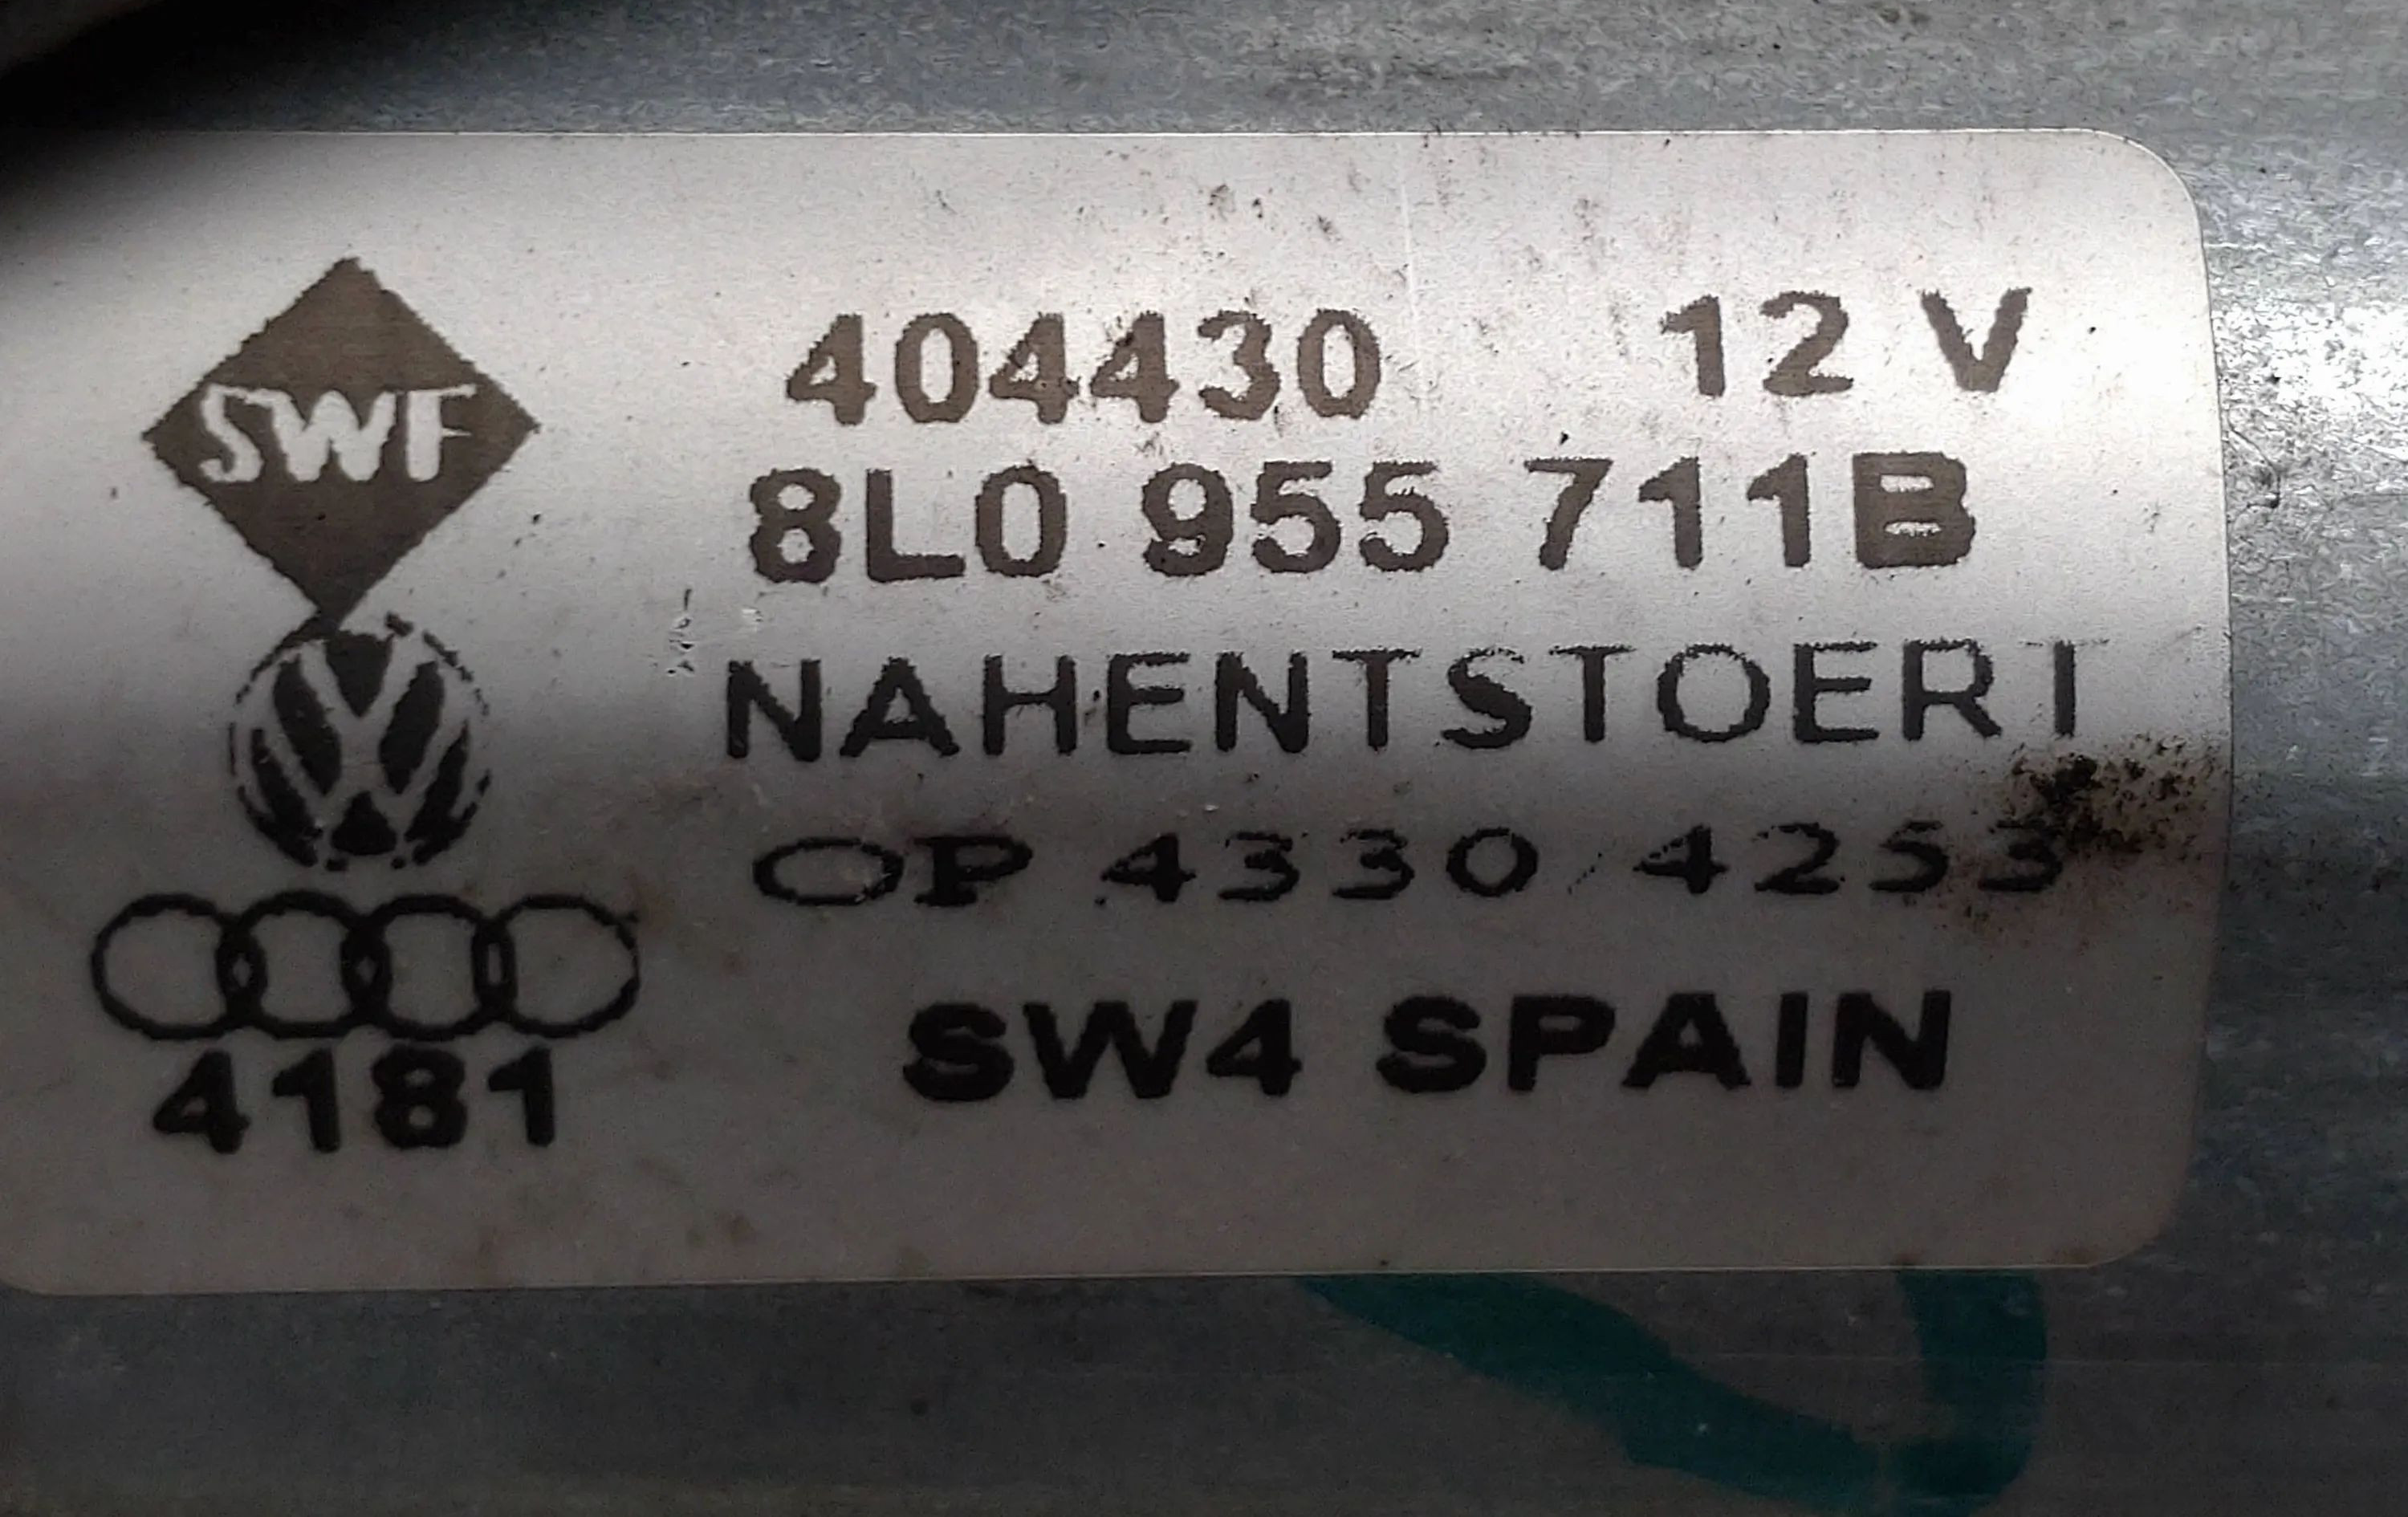 SWF
404430 12 V
8L0 955 711B
NAHENTSTOERT
OP 4330/4253
SW4 SPAIN
4181